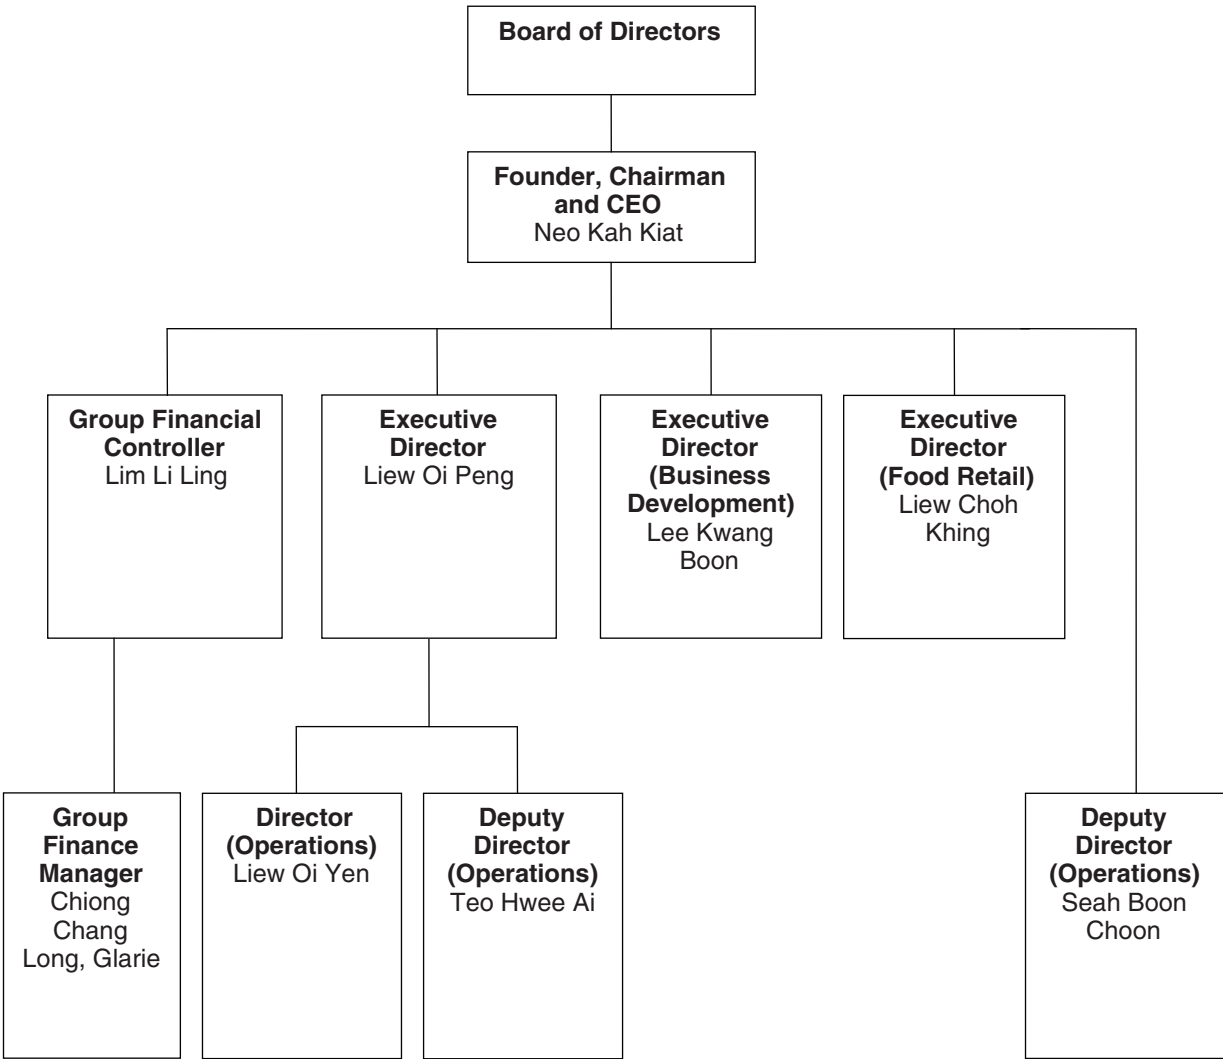 Board of Directors
Founder, Chairman
and CEO
Neo Kah Kiat
Group Financial
Controller
Lim Li Ling
Executive
Director
Liew Oi Peng
Executive
Director
(Business
Development)
Lee Kwang
Boon
Executive
Director
(Food Retail)
Liew Choh
Khing
Group
Finance
Manager
Chiong
Chang
Long, Glarie
Director
(Operations)
Liew Oi Yen
Deputy
Director
(Operations)
Teo Hwee Ai
Deputy
Director
(Operations)
Seah Boon
Choon